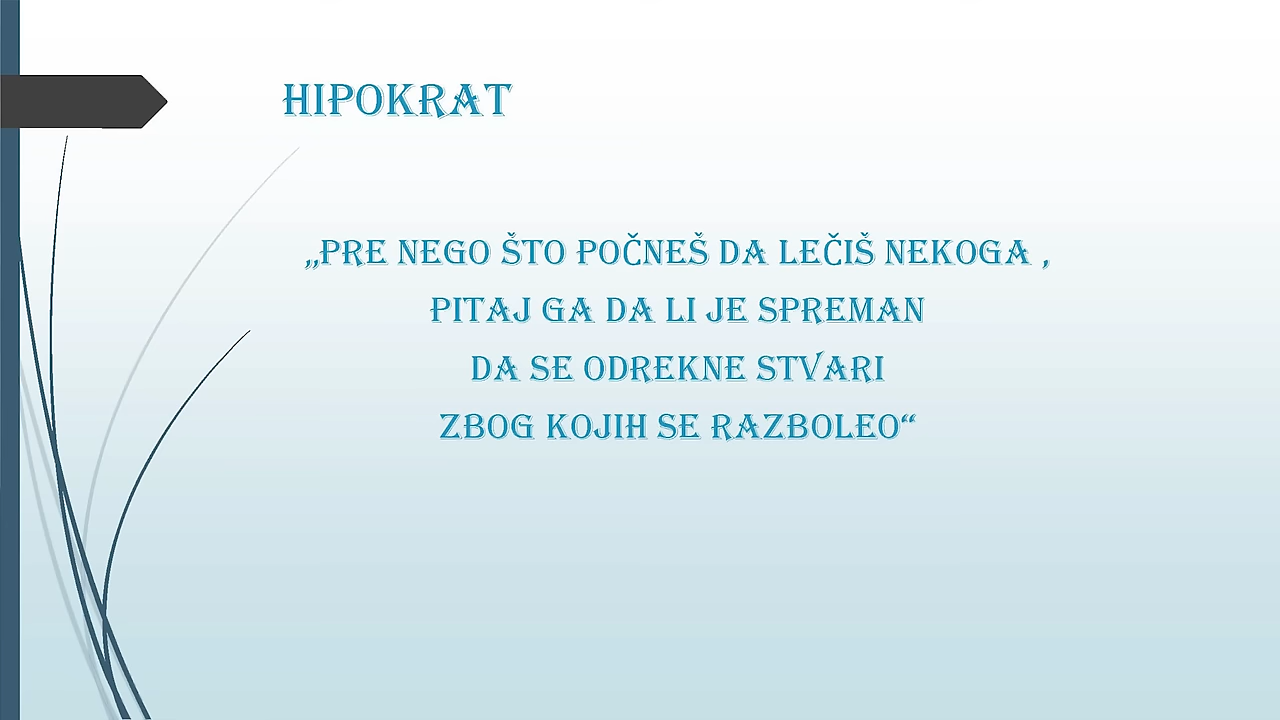 HIPOKRAT
„PRE NEGO ŠTO POČNEŠ DA LEČIŠ NEKOGA ,
PITAJ GA DA LI JE SPREMAN
DA SE ODREKNE STVARI
ZBOG KOJIH SE RAZBOLEO“